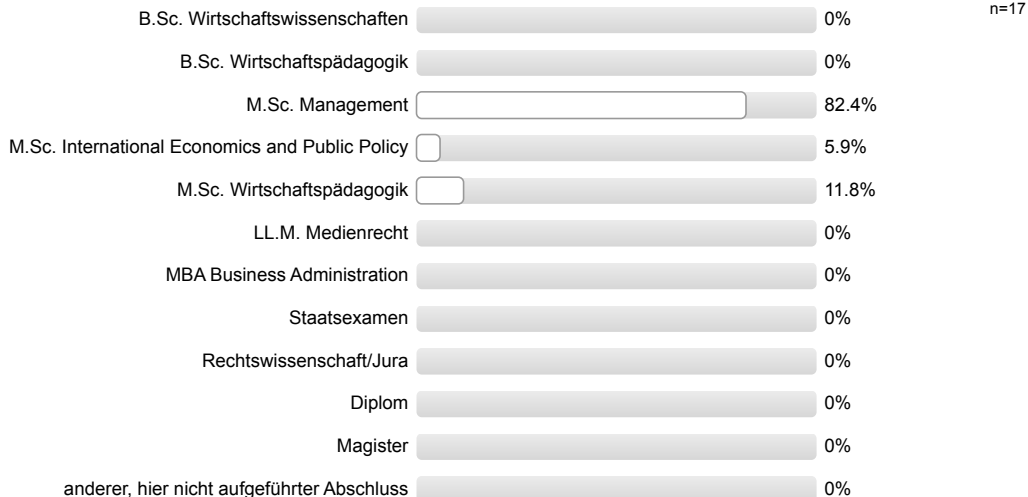 B.Sc. Wirtschaftswissenschaften 0% n=17
B.Sc. Wirtschaftspädagogik 0%
M.Sc. Management 82.4%
M.Sc. International Economics and Public Policy 5.9%
M.Sc. Wirtschaftspädagogik 11.8%
LL.M. Medienrecht 0%
MBA Business Administration 0%
Staatsexamen 0%
Rechtswissenschaft/Jura 0%
Diplom 0%
Magister 0%
anderer, hier nicht aufgeführter Abschluss 0%